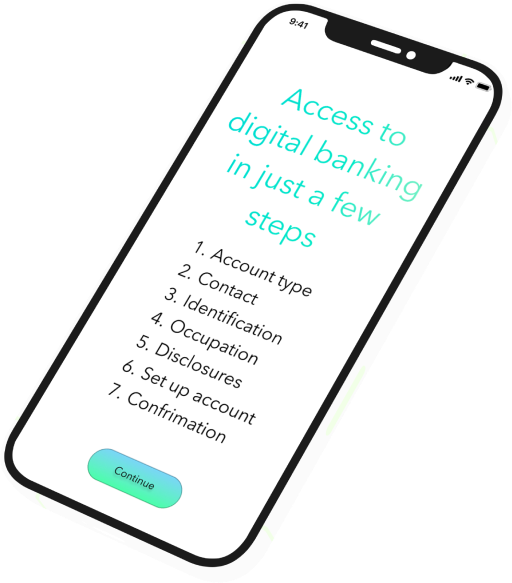 9:41
Access to
digital banking
in just a few
steps
1. Account type
2. Contact
3. Identification
4. Occupation
5. Disclosures
6. Set up account
7. Confrimation
Continue